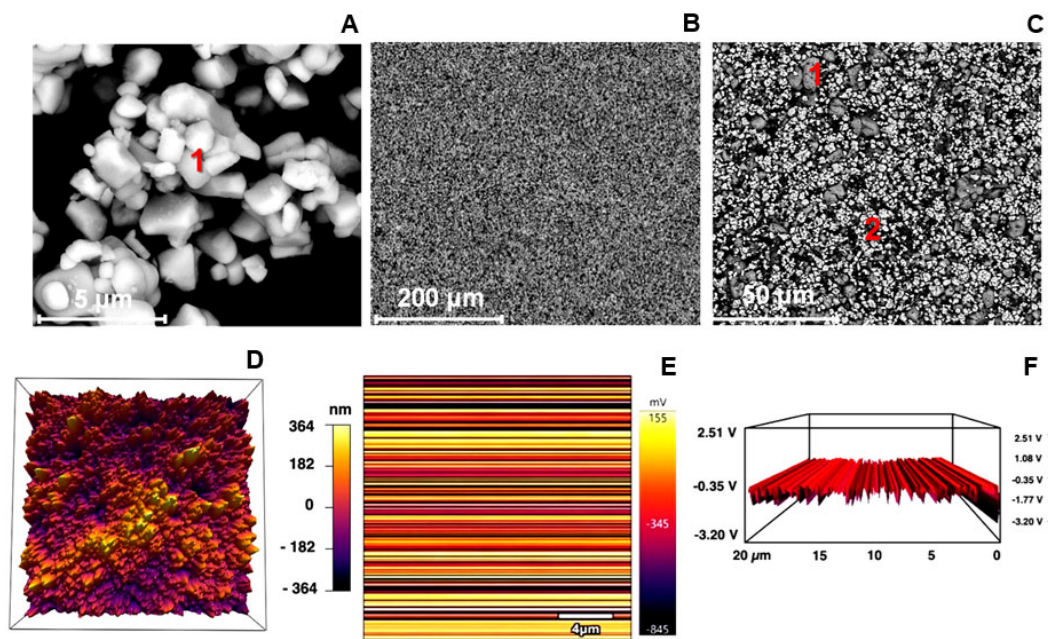 A
B
C
1
1
2
5 µm
200 µm
50 µm
D
E
F
nm
364
182
0
- 182
- 364
mV
155
-345
-845
4µm
2.51 V
-0.35 V
-3.20 V
2.51 V
1.08 V
-0.35 V
-1.77 V
-3.20 V
20 µm 15 10 5 0